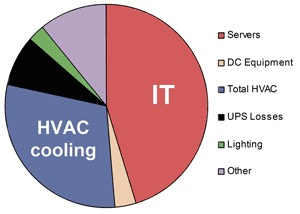 Servers
DC Equipment
Total HVAC
UPS Losses
Lighting
Other
IT
HVAC
cooling